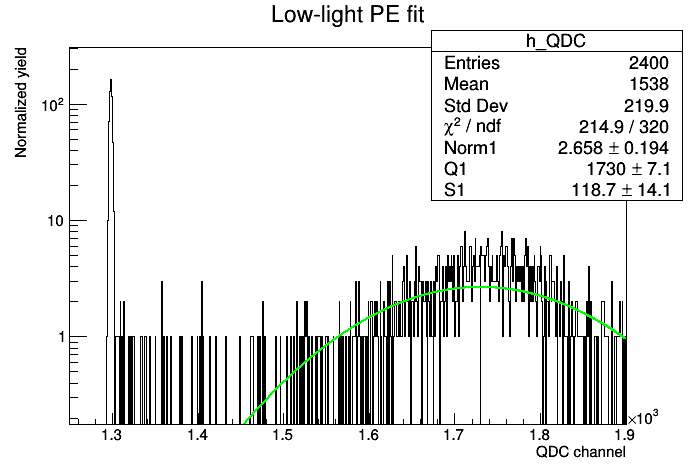 Low-light PE fit
h_QDC
Entries 2400
Mean 1538
Std Dev 219.9
χ² / ndf 214.9 / 320
Norm1 2.658 ± 0.194
Q1 1730 ± 7.1
S1 118.7 ± 14.1
Normalized yield
10²
10
1
1.3 1.4 1.5 1.6 1.7 1.8 1.9
×10³
QDC channel